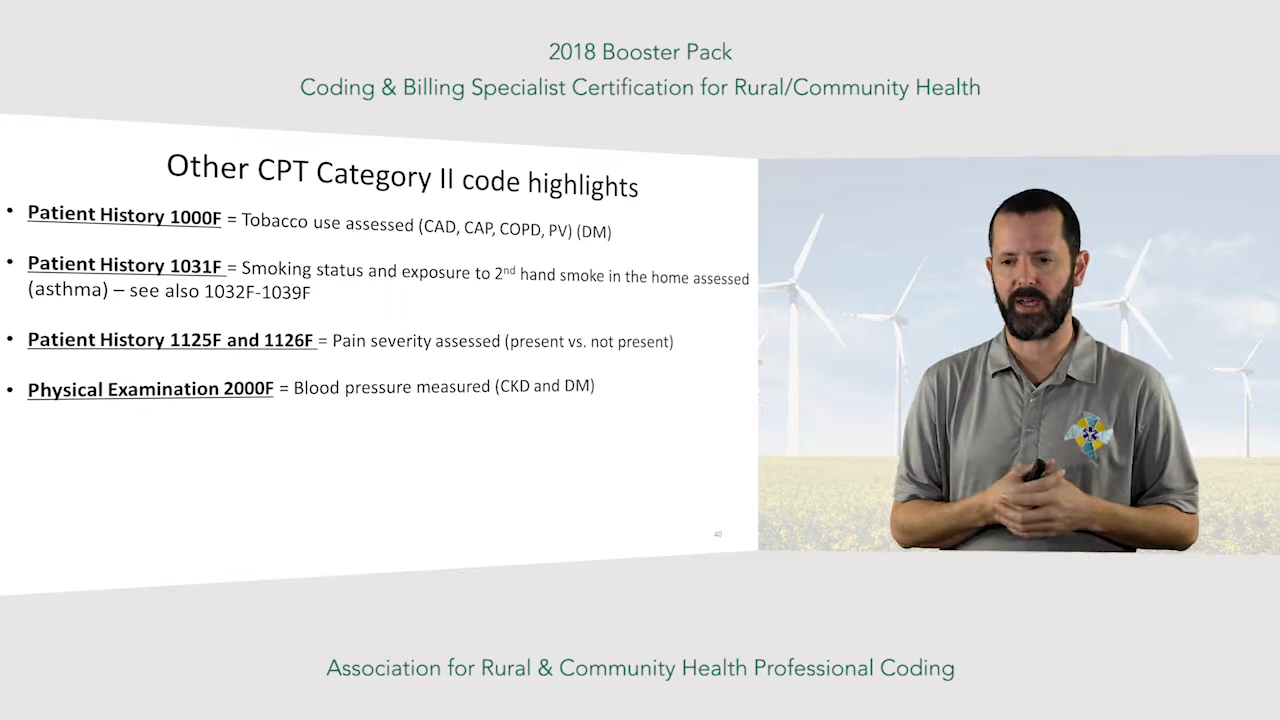 2018 Booster Pack
Coding & Billing Specialist Certification for Rural/Community Health
Other CPT Category II code highlights
• Patient History 1000F = Tobacco use assessed (CAD, CAP, COPD, PV) (DM)
• Patient History 1031F = Smoking status and exposure to 2nd hand smoke in the home assessed
(asthma) – see also 1032F-1039F
• Patient History 1125F and 1126F = Pain severity assessed (present vs. not present)
• Physical Examination 2000F = Blood pressure measured (CKD and DM)
40
Association for Rural & Community Health Professional Coding